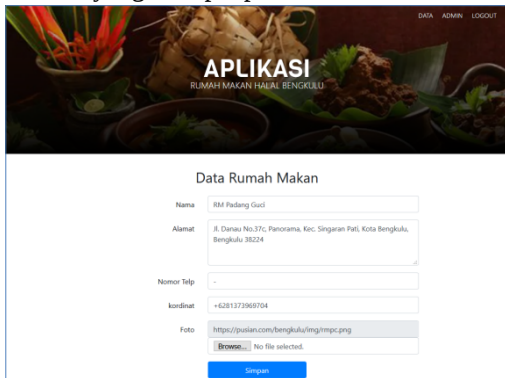 DATA ADMIN LOGOUT
APLIKASI
RUMAH MAKAN HALAL BENGKULU
Data Rumah Makan
Nama RM Padang Guci
Alamat Jl. Danau No.37c, Panorama, Kec. Singaran Pati, Kota Bengkulu,
Bengkulu 38224
Nomor Telp -
kordinat +6281373969704
Foto https://pusian.com/bengkulu/img/rmpc.png
Browse... No file selected.
Simpan